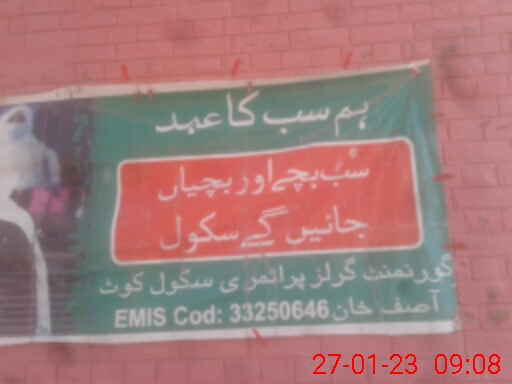 ہم سب کا عہد
سب بچے اور بچیاں
جائیں گے سکول
گورنمنٹ گرلز پرائمری سکول کوٹ
آصف خان EMIS Cod: 33250646
27-01-23 09:08